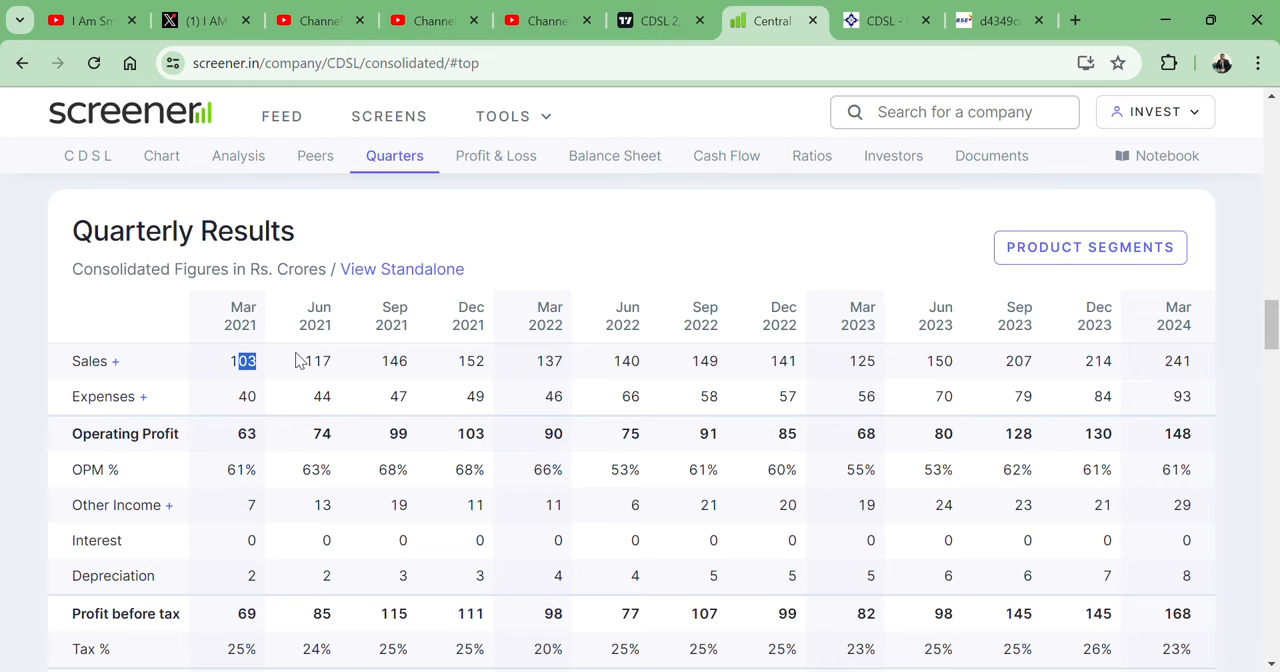 I Am Sm
(1) I AM
Channel
Channel
Channe
CDSL 2,
Central
CDSL -
d4349c
screener.in/company/CDSL/consolidated/#top
screener
FEED
SCREENS
TOOLS
Search for a company
INVEST
C D S L
Chart
Analysis
Peers
Quarters
Profit & Loss
Balance Sheet
Cash Flow
Ratios
Investors
Documents
Notebook
Quarterly Results
PRODUCT SEGMENTS
Consolidated Figures in Rs. Crores / View Standalone
Mar Jun Sep Dec Mar Jun Sep Dec Mar Jun Sep Dec Mar
2021 2021 2021 2021 2022 2022 2022 2022 2023 2023 2023 2023 2024
Sales + 103 117 146 152 137 140 149 141 125 150 207 214 241
Expenses + 40 44 47 49 46 66 58 57 56 70 79 84 93
Operating Profit 63 74 99 103 90 75 91 85 68 80 128 130 148
OPM % 61% 63% 68% 68% 66% 53% 61% 60% 55% 53% 62% 61% 61%
Other Income + 7 13 19 11 11 6 21 20 19 24 23 21 29
Interest 0 0 0 0 0 0 0 0 0 0 0 0 0
Depreciation 2 2 3 3 4 4 5 5 5 6 6 7 8
Profit before tax 69 85 115 111 98 77 107 99 82 98 145 145 168
Tax % 25% 24% 25% 25% 20% 25% 25% 25% 23% 25% 25% 26% 23%